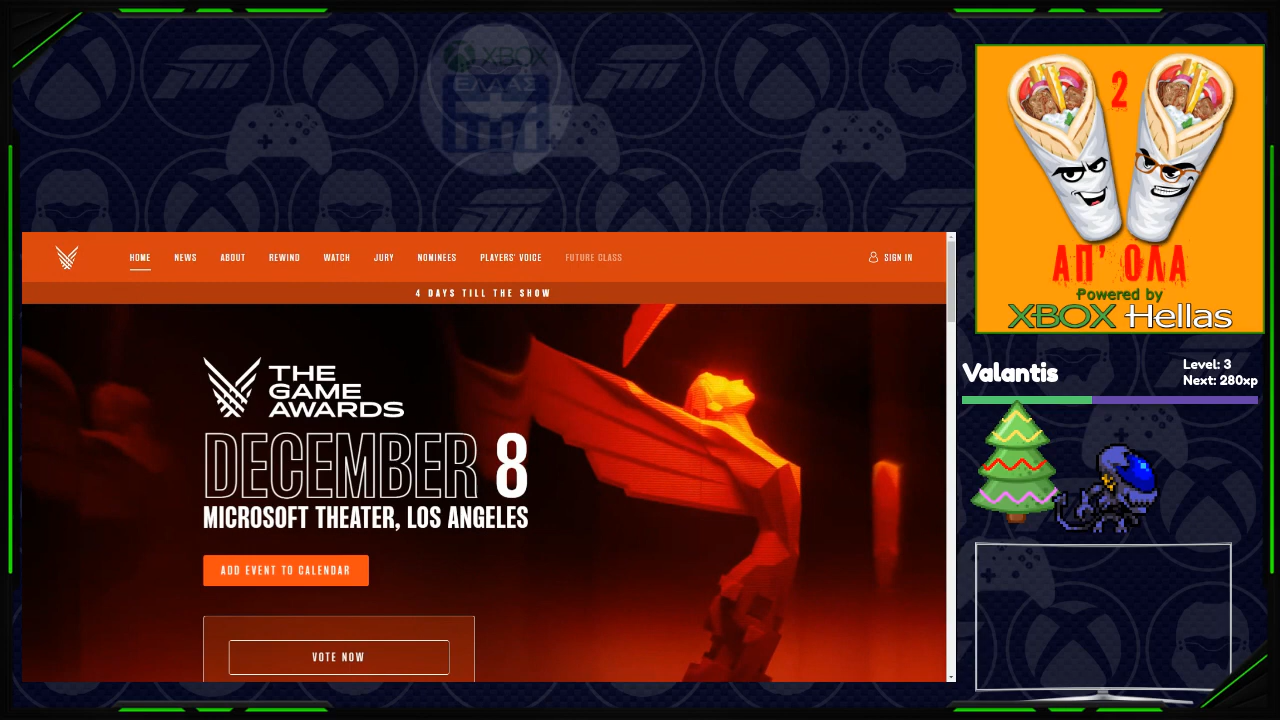 XBOX
ΕΛΛΑΣ
HOME NEWS ABOUT REWIND WATCH JURY NOMINEES PLAYERS' VOICE FUTURE CLASS SIGN IN
4 DAYS TILL THE SHOW
THE
GAME
AWARDS
DECEMBER 8
MICROSOFT THEATER, LOS ANGELES
ADD EVENT TO CALENDAR
VOTE NOW
2
ΑΠ' ΟΛΑ
Powered by
XBOX Hellas
Valantis
Level: 3
Next: 280xp